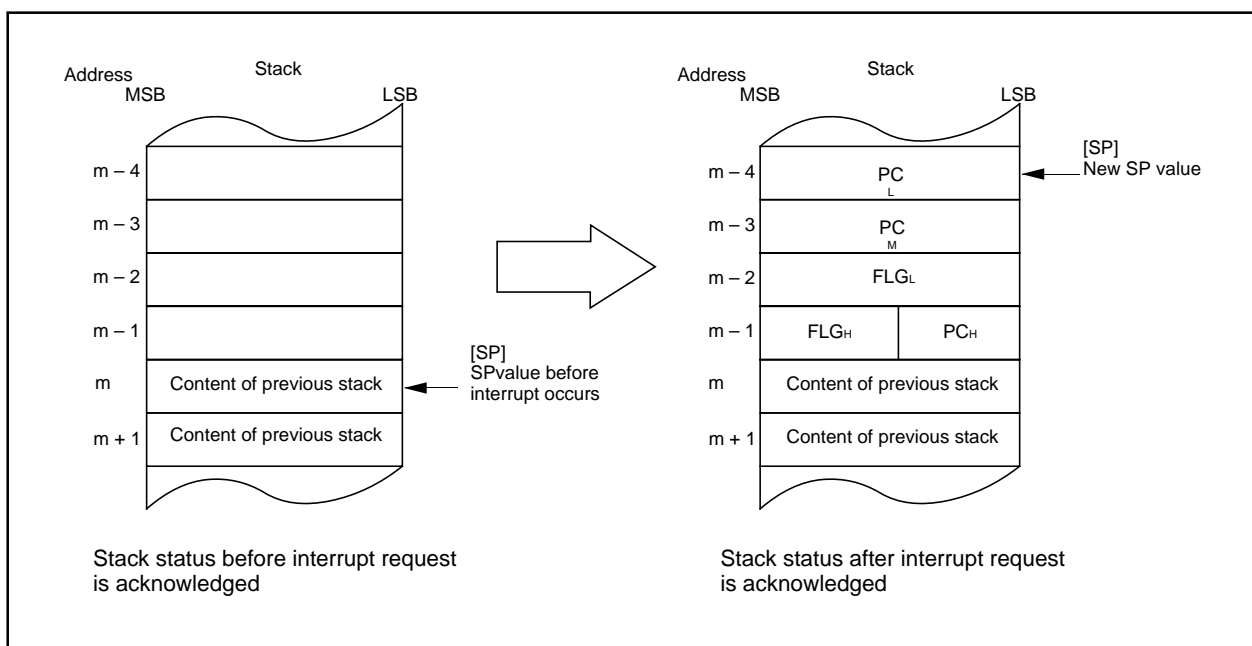 Address
Stack
MSB
LSB
m – 4
m – 3
m – 2
m – 1
m
Content of previous stack
m + 1
Content of previous stack
[SP]
SPvalue before
interrupt occurs
Stack status before interrupt request
is acknowledged
Address
Stack
MSB
LSB
m – 4
PC
L
m – 3
PC
M
m – 2
FLGL
m – 1
FLGH
PCH
m
Content of previous stack
m + 1
Content of previous stack
[SP]
New SP value
Stack status after interrupt request
is acknowledged